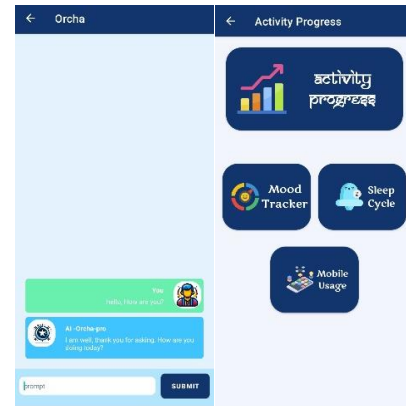 Orcha
You
Hello, How are you?
AI -Orcha-pro
I am well, thank you for asking. How are you
doing today?
prompt
SUBMIT
Activity Progress
activity
progress
Mood
Tracker
Sleep
Cycle
Mobile
Usage